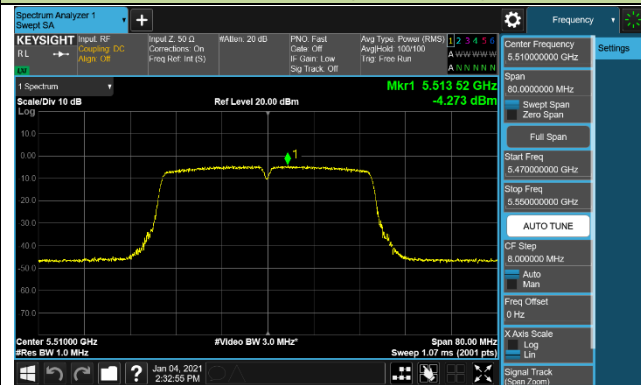 Spectrum Analyzer 1
Swept SA
Frequency
KEYSIGHT
RL
Input: RF
Coupling: DC
Align: Off
Input Z: 50 Ω
Corrections: On
Freq Ref: Int (S)
#Atten: 20 dB
PNO: Fast
Gate: Off
IF Gain: Low
Sig Track: Off
Avg Type: Power (RMS)
Avg|Hold: 100/100
Trig: Free Run
1 2 3 4 5 6
A W W W W W
A N N N N N
LXI
1 Spectrum
Scale/Div 10 dB
Log
Ref Level 20.00 dBm
Mkr1 5.513 52 GHz
-4.273 dBm
1
10.0
0.00
-10.0
-20.0
-30.0
-40.0
-50.0
-60.0
-70.0
Center 5.51000 GHz
#Res BW 1.0 MHz
#Video BW 3.0 MHz*
Span 80.00 MHz
Sweep 1.07 ms (2001 pts)
Center Frequency
5.510000000 GHz
Settings
Span
80.0000000 MHz
Swept Span
Zero Span
Full Span
Start Freq
5.470000000 GHz
Stop Freq
5.550000000 GHz
AUTO TUNE
CF Step
8.000000 MHz
Auto
Man
Freq Offset
0 Hz
X Axis Scale
Log
Lin
Signal Track
(Span Zoom)
?
Jan 04, 2021
2:32:55 PM